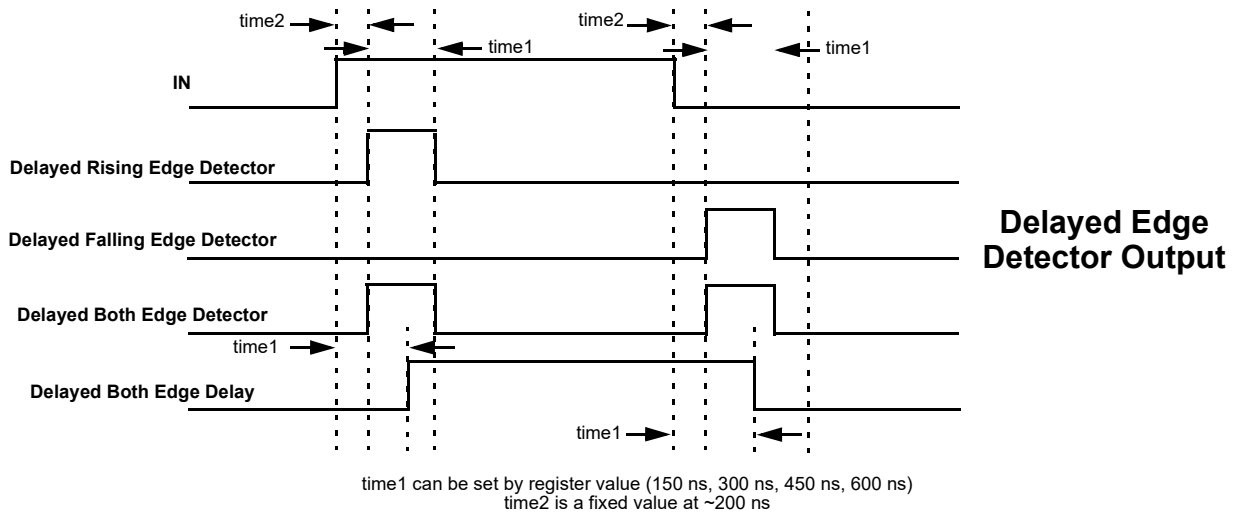 time2
time2
time1
time1
IN
Delayed Rising Edge Detector
Delayed Falling Edge Detector
Delayed Edge
Detector Output
Delayed Both Edge Detector
time1
Delayed Both Edge Delay
time1
time1 can be set by register value (150 ns, 300 ns, 450 ns, 600 ns)
time2 is a fixed value at ~200 ns